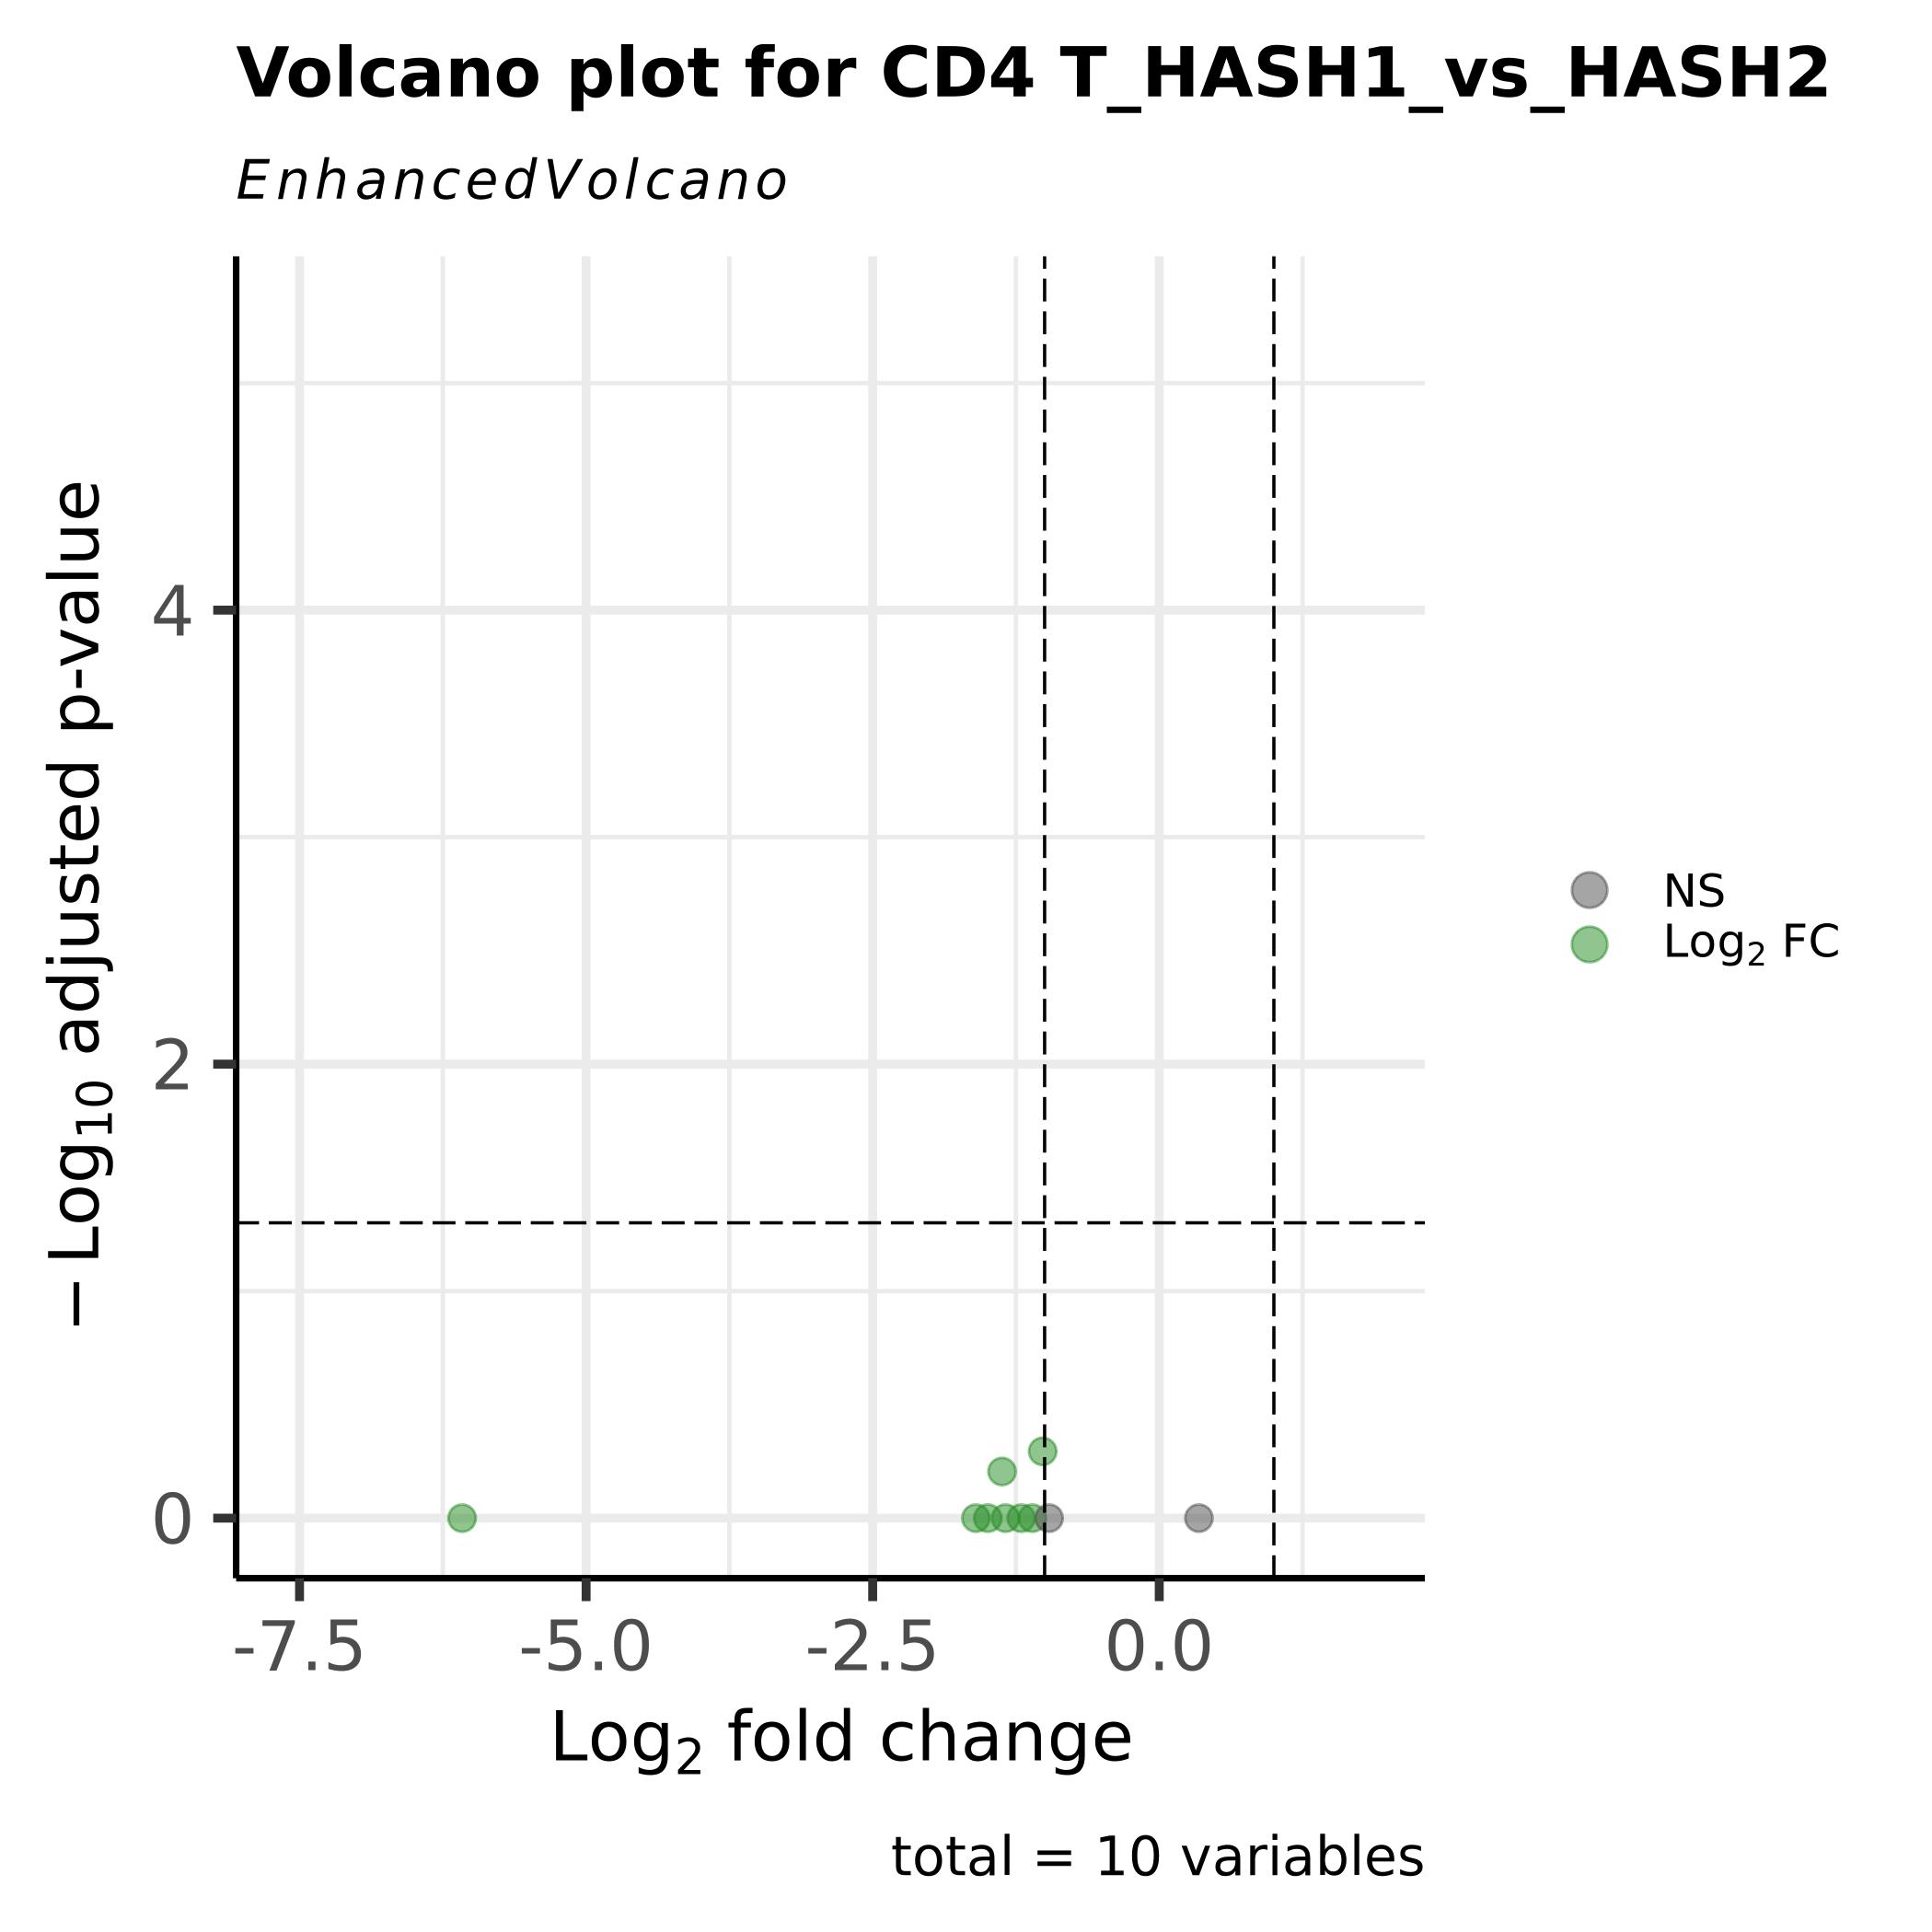 Volcano plot for CD4 T_HASH1_vs_HASH2
EnhancedVolcano
−Log10 adjusted p-value
4
2
0
-7.5 -5.0 -2.5 0.0
Log2 fold change
NS
Log2 FC
total = 10 variables